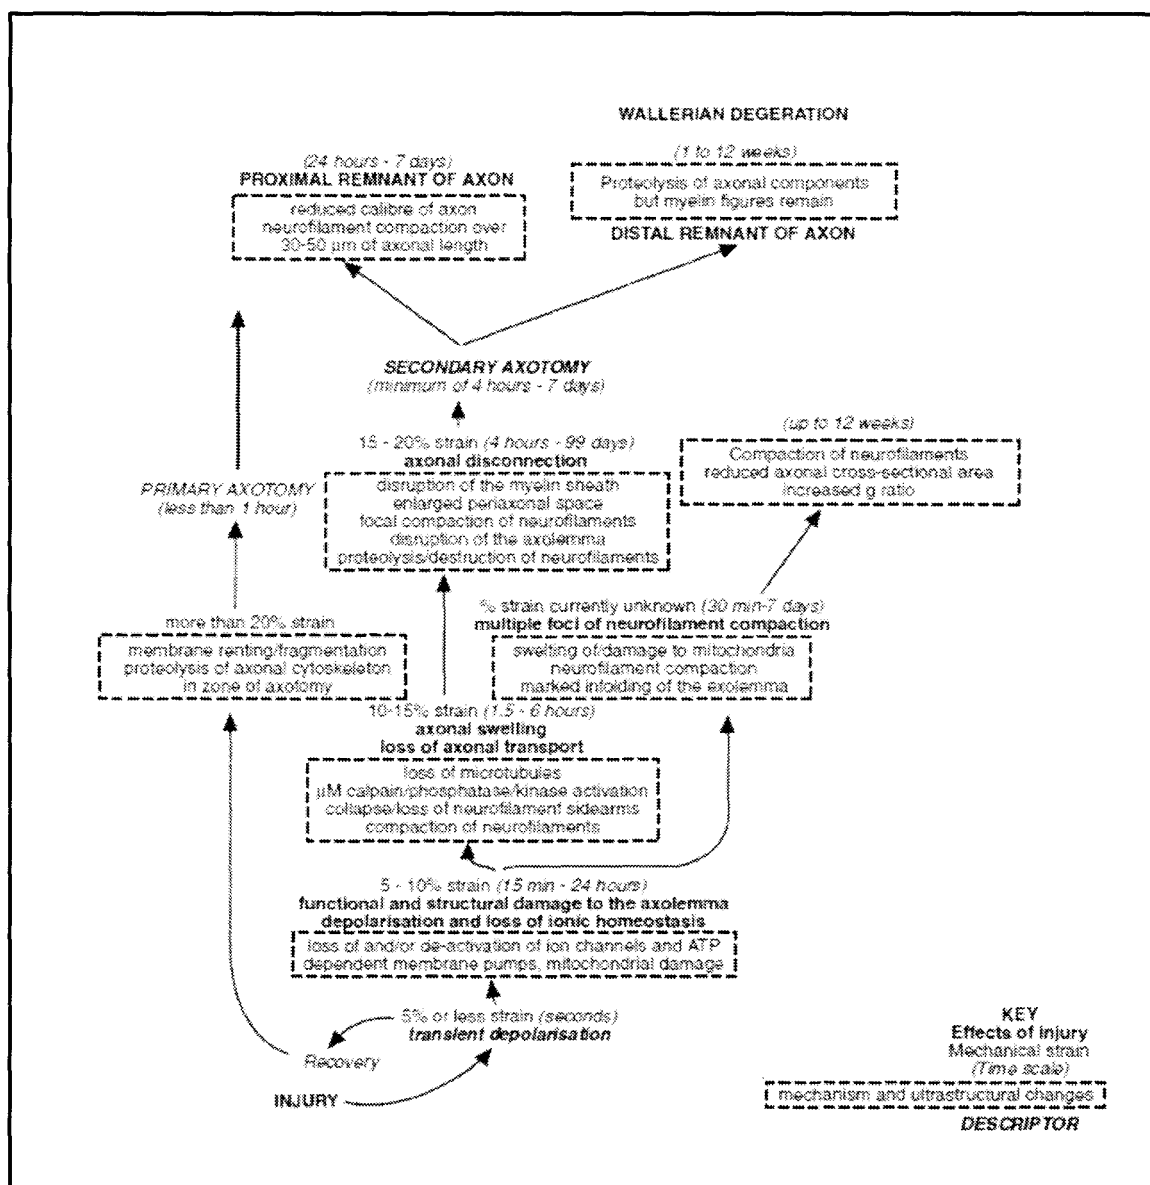 WALLERIAN DEGERATION
(24 hours - 7 days)
PROXIMAL REMNANT OF AXON
reduced calibre of axon
neurofilament compaction over
30-50 μm of axonal length
(1 to 12 weeks)
Proteolysis of axonal components
but myelin figures remain
DISTAL REMNANT OF AXON
SECONDARY AXOTOMY
(minimum of 4 hours - 7 days)
15 - 20% strain (4 hours - 99 days)
axonal disconnection
disruption of the myelin sheath
enlarged periaxonal space
focal compaction of neurofilaments
disruption of the axolemma
proteolysis/destruction of neurofilaments
(up to 12 weeks)
Compaction of neurofilaments
reduced axonal cross-sectional area
increased g ratio
PRIMARY AXOTOMY
(less than 1 hour)
more than 20% strain
membrane renting/fragmentation
proteolysis of axonal cytoskeleton
in zone of axotomy
% strain currently unknown (30 min-7 days)
multiple foci of neurofilament compaction
swelling of/damage to mitochondria
neurofilament compaction
marked infolding of the axolemma
10-15% strain (1.5 - 6 hours)
axonal swelling
loss of axonal transport
loss of microtubules
μM calpain/phosphatase/kinase activation
collapse/loss of neurofilament sidearms
compaction of neurofilaments
5 - 10% strain (15 min - 24 hours)
functional and structural damage to the axolemma
depolarisation and loss of ionic homeostasis
loss of and/or de-activation of ion channels and ATP
dependent membrane pumps, mitochondrial damage
5% or less strain (seconds)
transient depolarisation
Recovery
INJURY
KEY
Effects of injury
Mechanical strain
(Time scale)
mechanism and ultrastructural changes
DESCRIPTOR